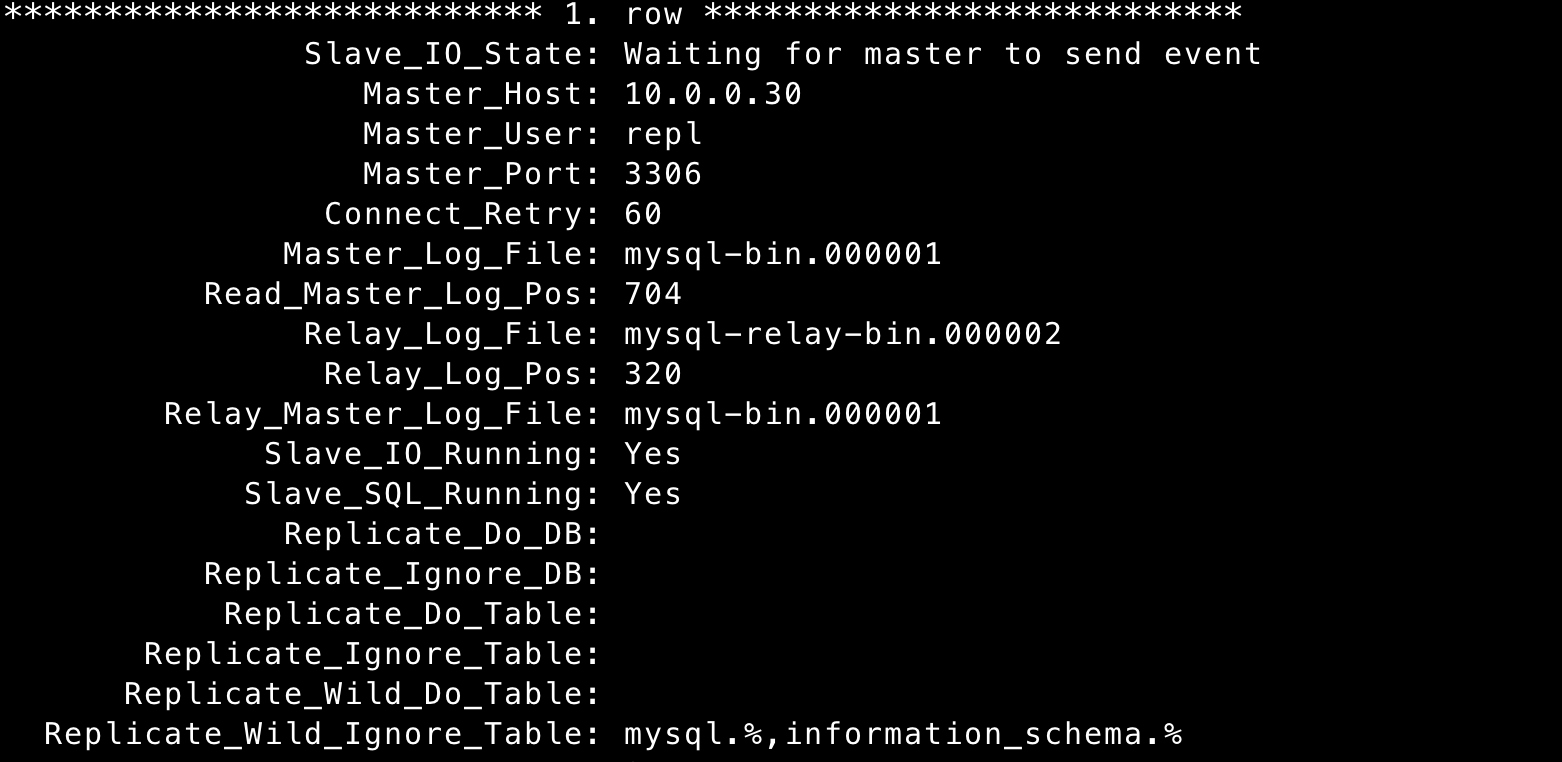 *************************** 1. row ***************************
Slave_IO_State: Waiting for master to send event
Master_Host: 10.0.0.30
Master_User: repl
Master_Port: 3306
Connect_Retry: 60
Master_Log_File: mysql-bin.000001
Read_Master_Log_Pos: 704
Relay_Log_File: mysql-relay-bin.000002
Relay_Log_Pos: 320
Relay_Master_Log_File: mysql-bin.000001
Slave_IO_Running: Yes
Slave_SQL_Running: Yes
Replicate_Do_DB:
Replicate_Ignore_DB:
Replicate_Do_Table:
Replicate_Ignore_Table:
Replicate_Wild_Do_Table:
Replicate_Wild_Ignore_Table: mysql.%,information_schema.%